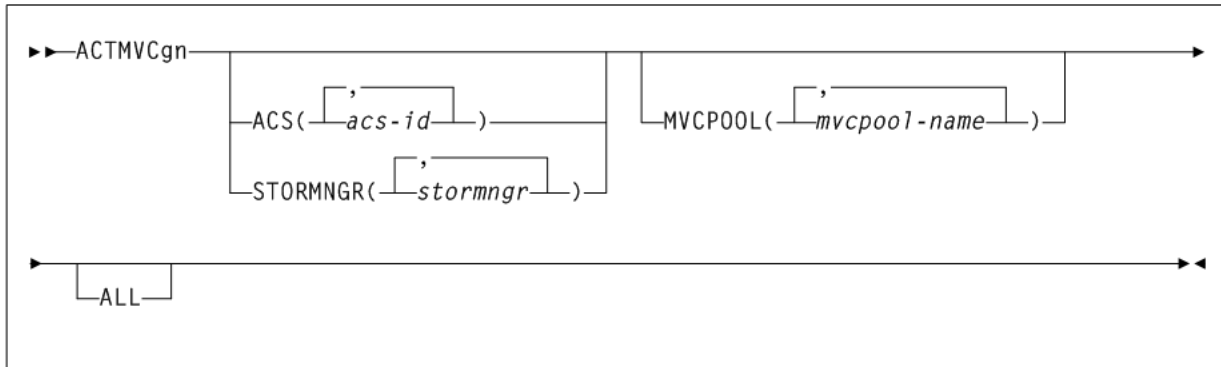 ACTMVCgn
ACS( acs-id , )
MVCPOOL( mvcpool-name , )
STORMNGR( stormngr , )
ALL